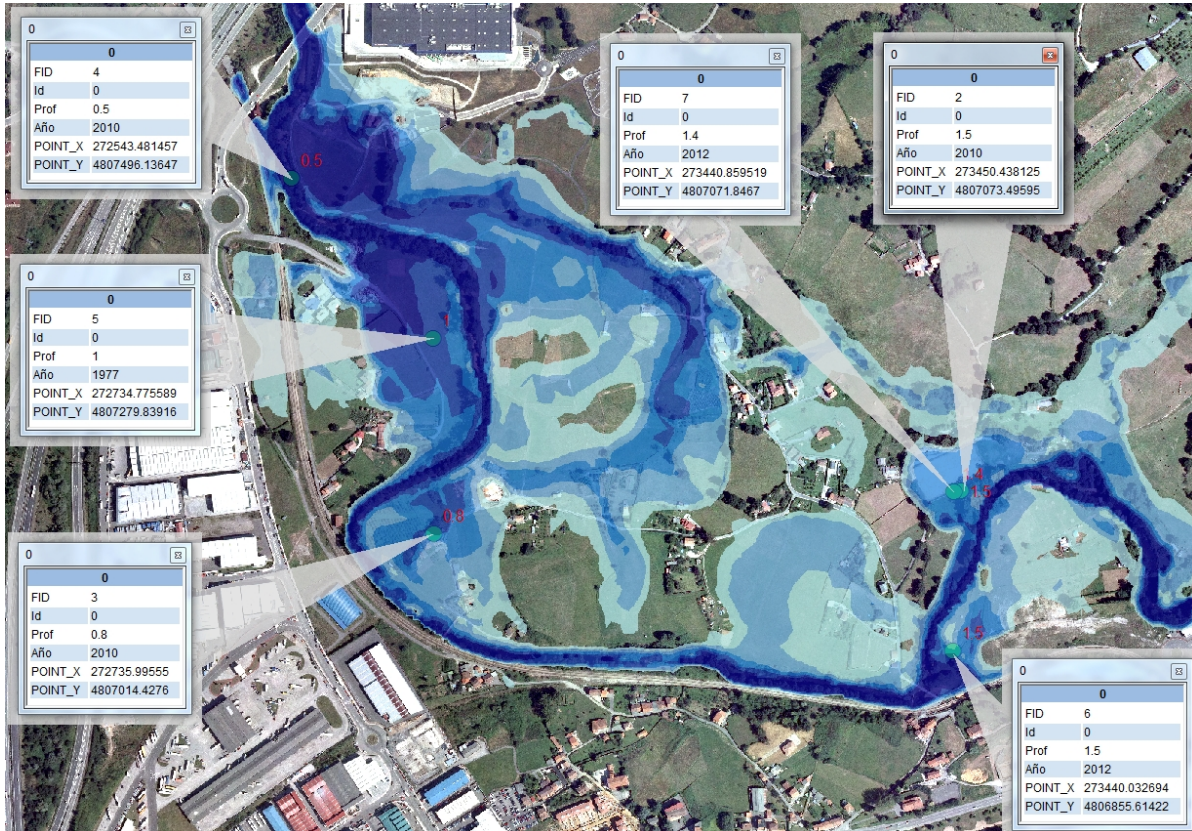 0
0
FID 4
Id 0
Prof 0.5
Año 2010
POINT_X 272543.481457
POINT_Y 4807496.13647
0
0
FID 7
Id 0
Prof 1.4
Año 2012
POINT_X 273440.859519
POINT_Y 4807071.8467
0
0
FID 2
Id 0
Prof 1.5
Año 2010
POINT_X 273450.438125
POINT_Y 4807073.49595
0.5
0
0
FID 5
Id 0
Prof 1
Año 1977
POINT_X 272734.775589
POINT_Y 4807279.83916
1
4
1.5
0.8
0
0
FID 3
Id 0
Prof 0.8
Año 2010
POINT_X 272735.99555
POINT_Y 4807014.4276
1.5
0
0
FID 6
Id 0
Prof 1.5
Año 2012
POINT_X 273440.032694
POINT_Y 4806855.61422